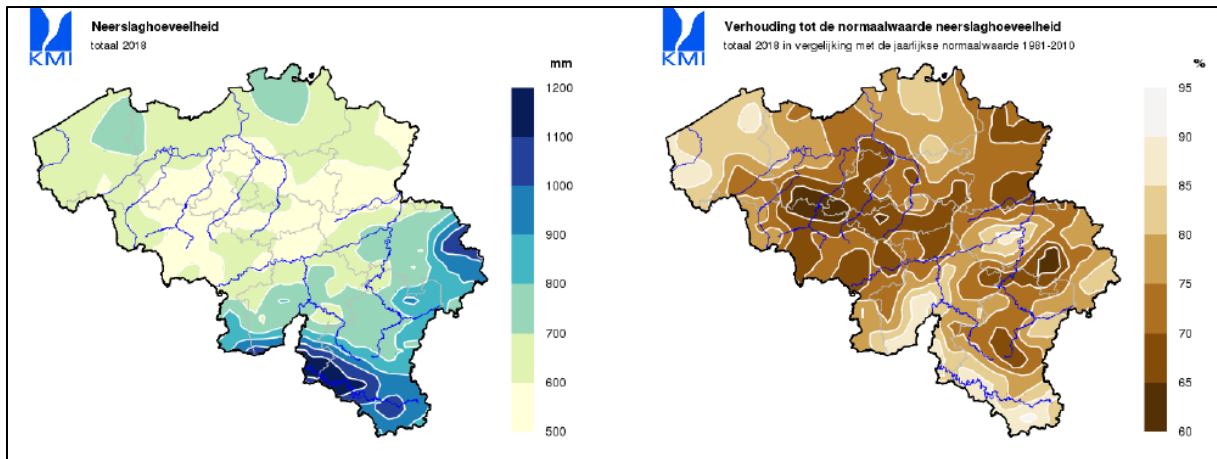 KMI
Neerslaghoeveelheid
totaal 2018
mm
1200
1100
1000
900
800
700
600
500
KMI
Verhouding tot de normaalwaarde neerslaghoeveelheid
totaal 2018 in vergelijking met de jaarlijkse normaalwaarde 1981-2010
%
95
90
85
80
75
70
65
60